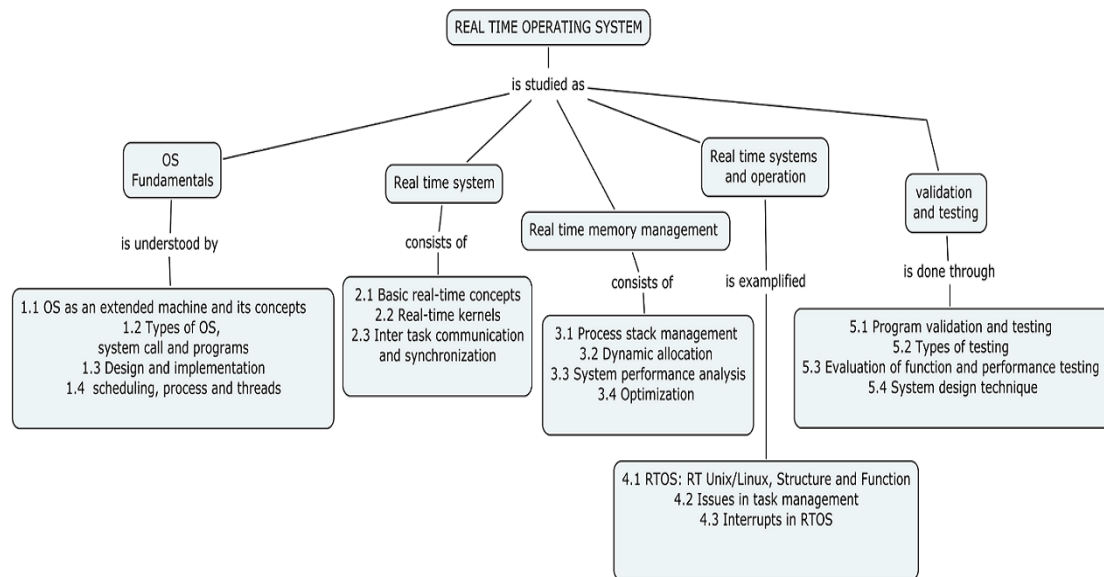 REAL TIME OPERATING SYSTEM
is studied as
OS
Fundamentals
is understood by
1.1 OS as an extended machine and its concepts
1.2 Types of OS,
system call and programs
1.3 Design and implementation
1.4 scheduling, process and threads
Real time system
consists of
2.1 Basic real-time concepts
2.2 Real-time kernels
2.3 Inter task communication
and synchronization
Real time memory management
consists of
3.1 Process stack management
3.2 Dynamic allocation
3.3 System performance analysis
3.4 Optimization
Real time systems
and operation
is examplified
4.1 RTOS: RT Unix/Linux, Structure and Function
4.2 Issues in task management
4.3 Interrupts in RTOS
validation
and testing
is done through
5.1 Program validation and testing
5.2 Types of testing
5.3 Evaluation of function and performance testing
5.4 System design technique